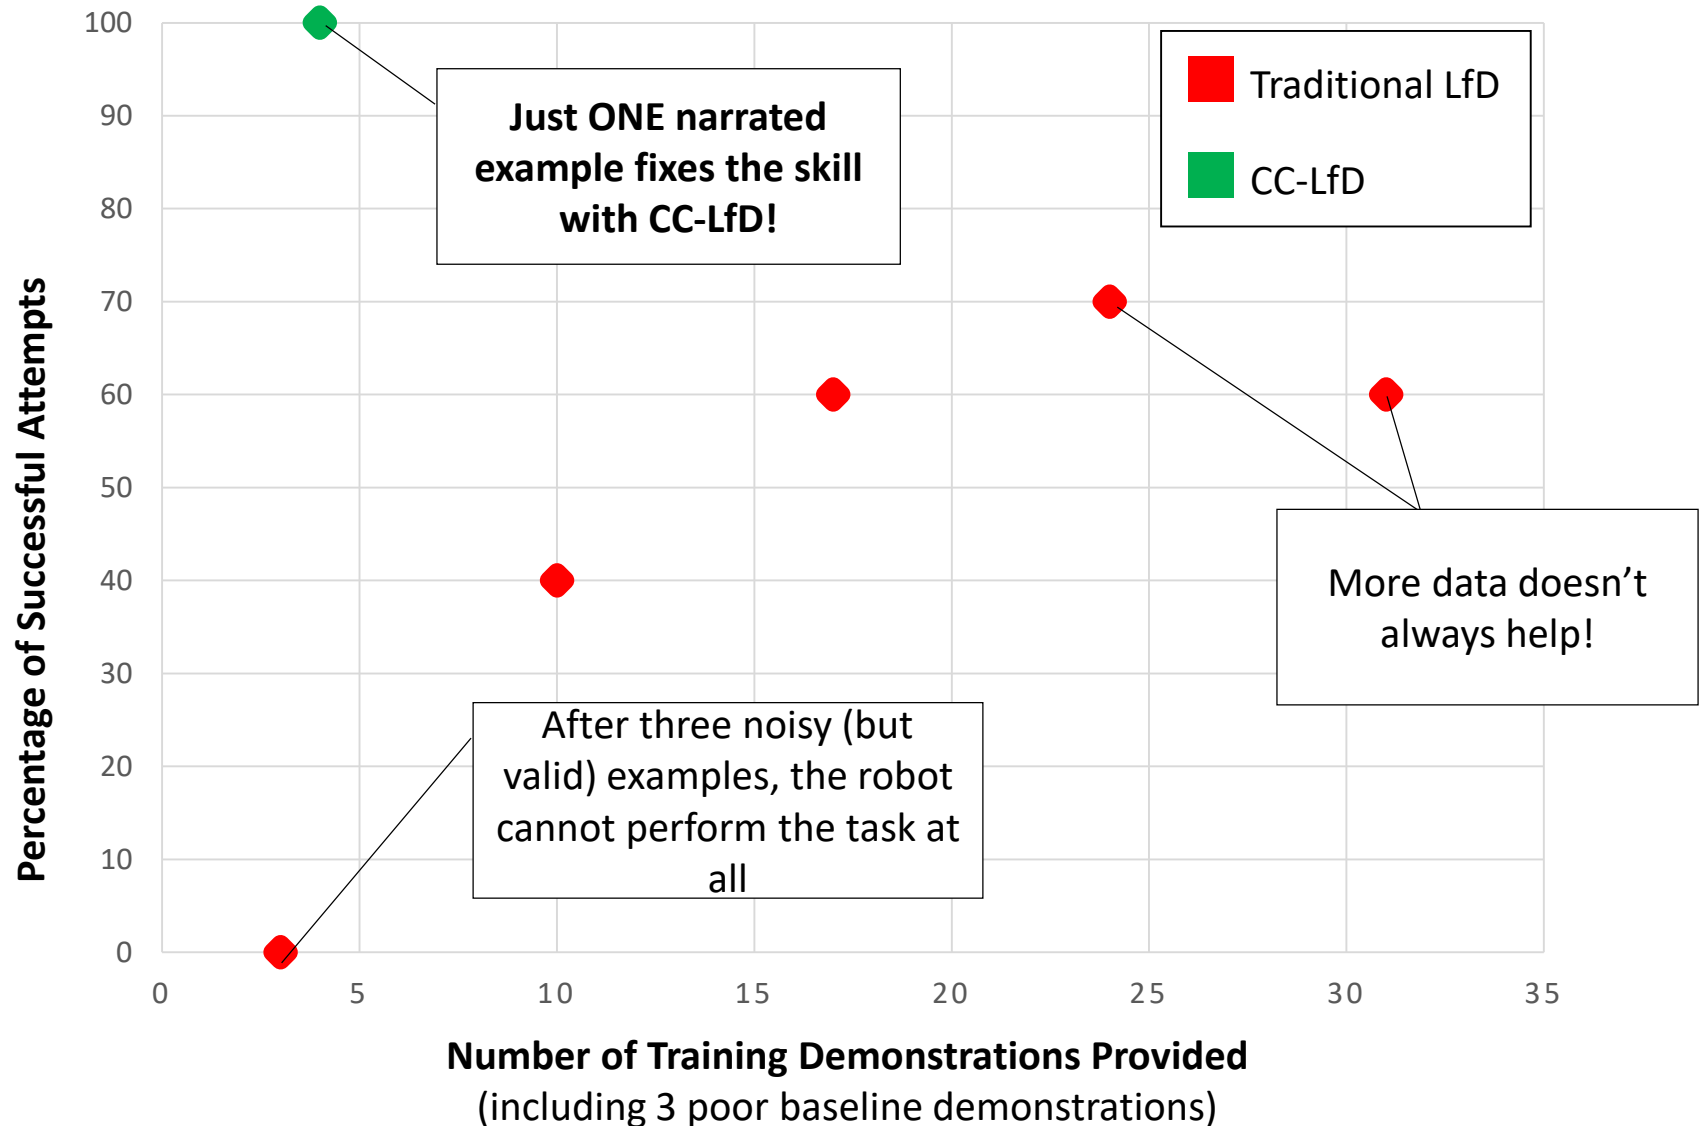 100
90
80
70
60
50
40
30
20
10
0
Percentage of Successful Attempts
Just ONE narrated
example fixes the skill
with CC-LfD!
Traditional LfD
CC-LfD
More data doesn’t
always help!
After three noisy (but
valid) examples, the robot
cannot perform the task at
all
0 5 10 15 20 25 30 35
Number of Training Demonstrations Provided
(including 3 poor baseline demonstrations)